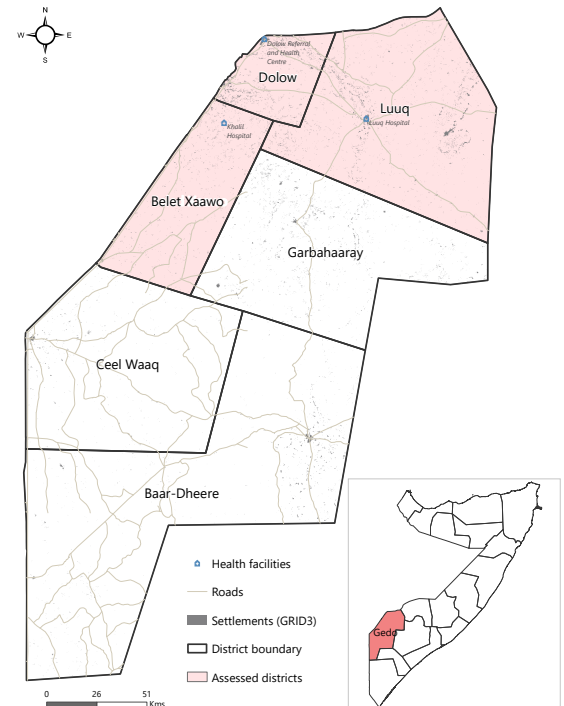 N
W
E
S
Dolow Referral
and Health
Centre
Dolow
Luuq
Luuq Hospital
Khalil
Hospital
Belet Xaawo
Garbahaaray
Ceel Waaq
Baar-Dheere
Health facilities
Roads
Settlements (GRID3)
District boundary
Assessed districts
0 26 51
Kms
Gedo